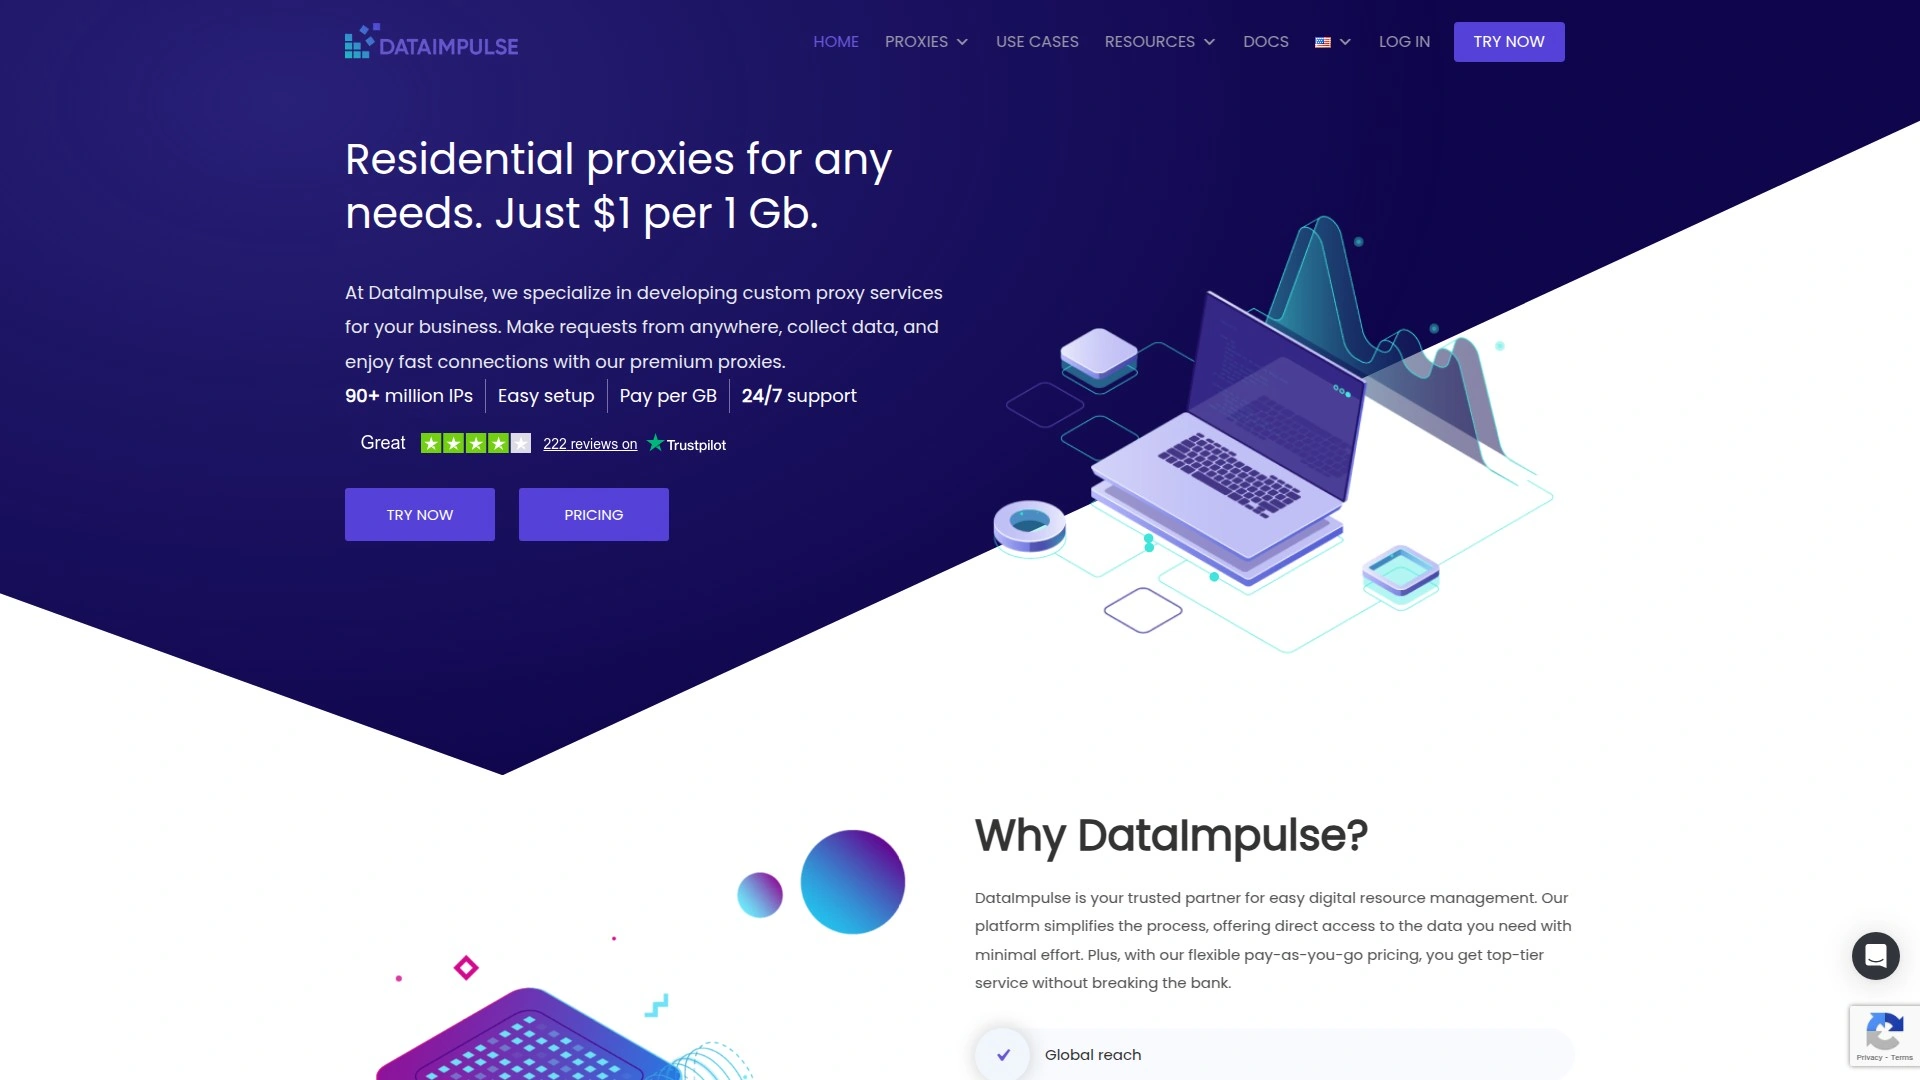 DATAIMPULSE
HOME PROXIES USE CASES RESOURCES DOCS LOG IN TRY NOW
Residential proxies for any
needs. Just $1 per 1 Gb.
At DataImpulse, we specialize in developing custom proxy services
for your business. Make requests from anywhere, collect data, and
enjoy fast connections with our premium proxies.
90+ million IPs Easy setup Pay per GB 24/7 support
Great 222 reviews on Trustpilot
TRY NOW PRICING
Why DataImpulse?
DataImpulse is your trusted partner for easy digital resource management. Our
platform simplifies the process, offering direct access to the data you need with
minimal effort. Plus, with our flexible pay-as-you-go pricing, you get top-tier
service without breaking the bank.
Global reach
Privacy - Terms